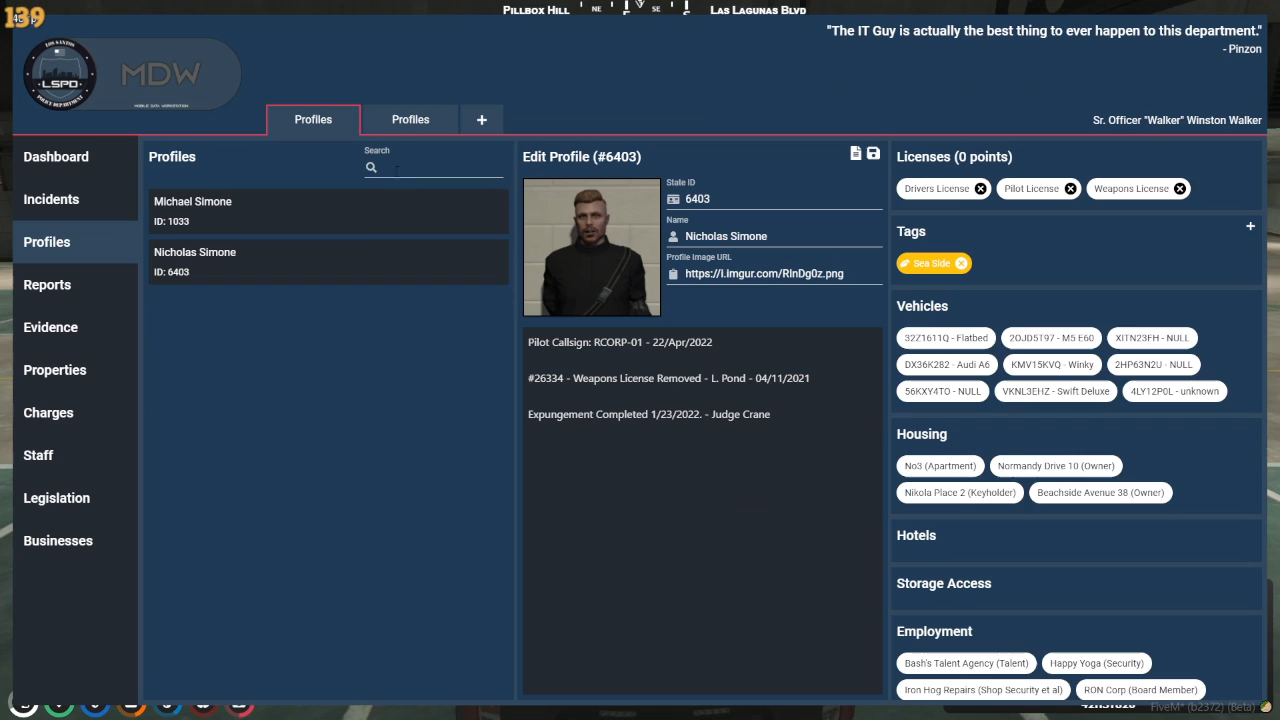 139
PILLBOX HILL NE SE LAS LAGUNAS BLVD
"The IT Guy is actually the best thing to ever happen to this department."
- Pinzon
LOS SANTOS
LSPD
POLICE DEPARTMENT
MDW
MOBILE DATA WORKSTATION
Profiles
Profiles
+
Sr. Officer "Walker" Winston Walker
Dashboard
Incidents
Profiles
Reports
Evidence
Properties
Charges
Staff
Legislation
Businesses
Profiles
Search
Michael Simone
ID: 1033
Nicholas Simone
ID: 6403
Edit Profile (#6403)
State ID
6403
Name
Nicholas Simone
Profile Image URL
https://i.imgur.com/RInDg0z.png
Pilot Callsign: RCORP-01 - 22/Apr/2022
#26334 - Weapons License Removed - L. Pond - 04/11/2021
Expungement Completed 1/23/2022. - Judge Crane
Licenses (0 points)
Drivers License Pilot License Weapons License
Tags +
Sea Side
Vehicles
32Z1611Q - Flatbed 2OJD5T97 - M5 E60 XITN23FH - NULL
DX36K282 - Audi A6 KMV15KVQ - Winky 2HP63N2U - NULL
56KXY4TO - NULL VKNL3EHZ - Swift Deluxe 4LY12P0L - unknown
Housing
No3 (Apartment) Normandy Drive 10 (Owner)
Nikola Place 2 (Keyholder) Beachside Avenue 38 (Owner)
Hotels
Storage Access
Employment
Bash's Talent Agency (Talent) Happy Yoga (Security)
Iron Hog Repairs (Shop Security et al) RON Corp (Board Member)
FiveM* (b2372) (Beta)